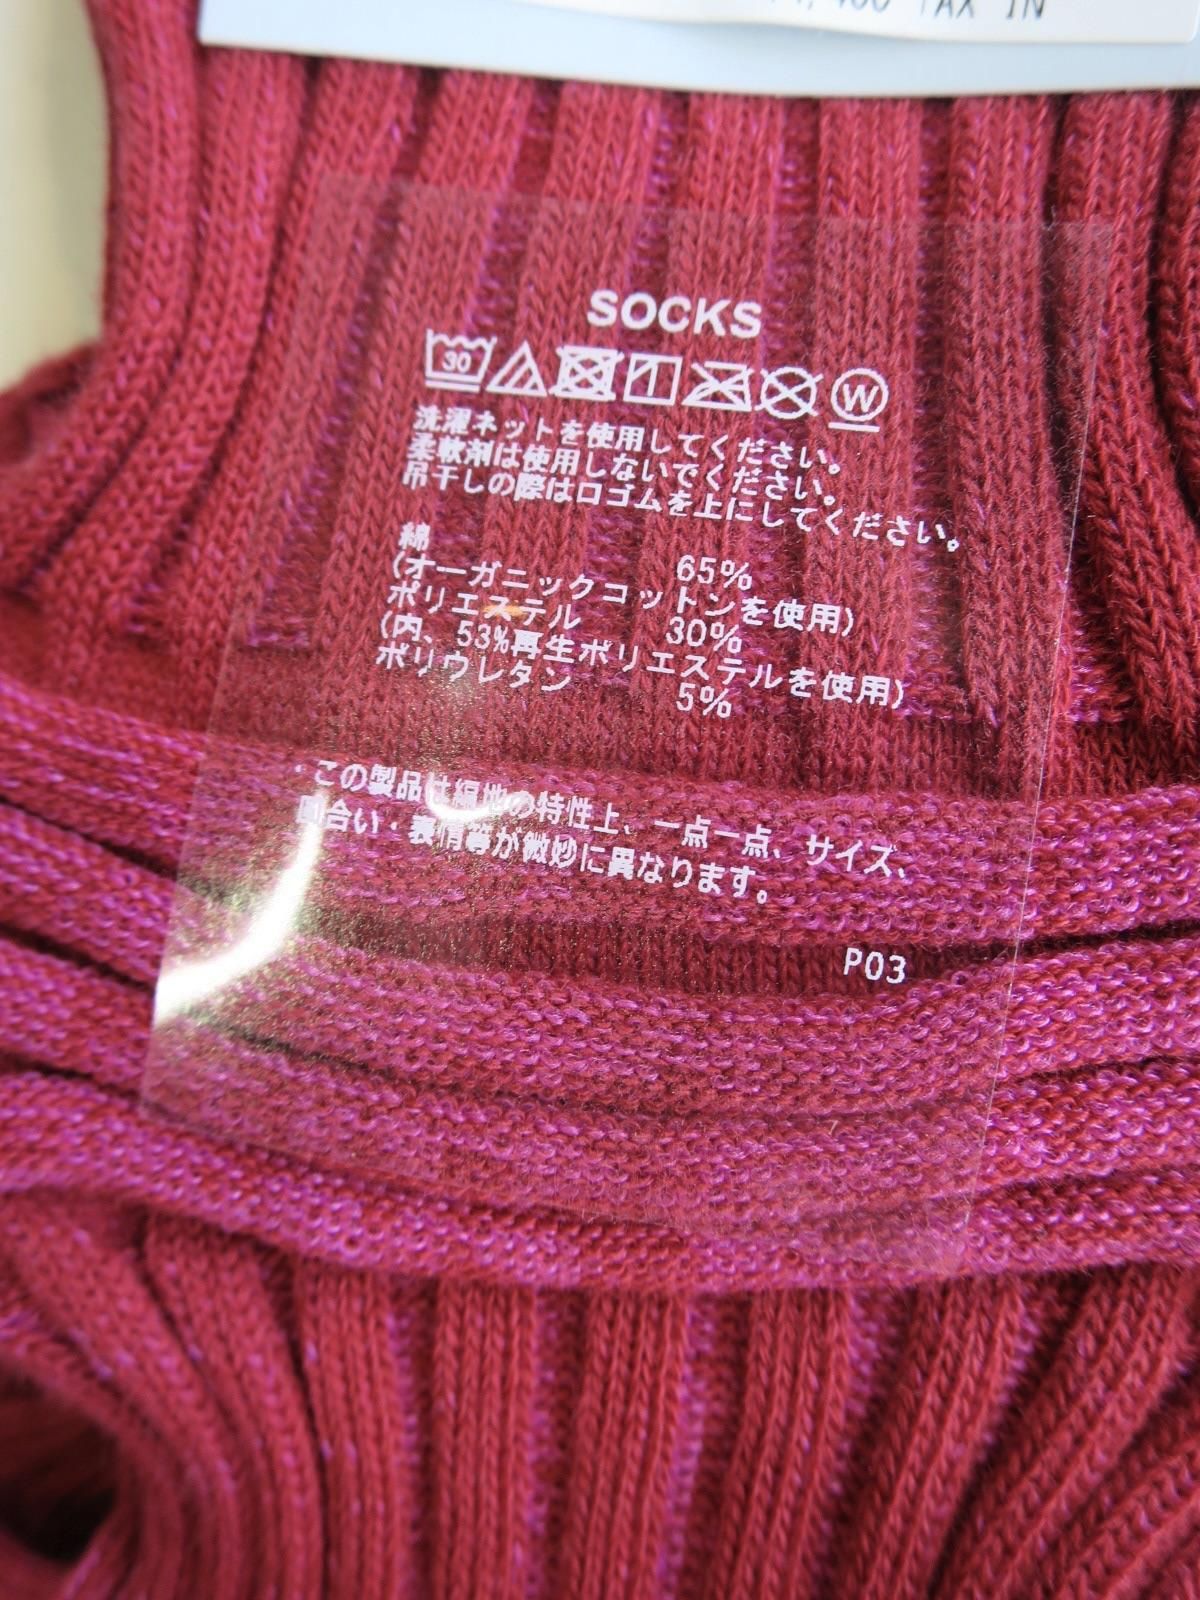 TAX IN
SOCKS
30
W
洗濯ネットを使用してください。
柔軟剤は使用しないでください。
吊干しの際は口ゴムを上にしてください。
綿 65%
(オーガニックコットンを使用)
ポリエステル 30%
(内、53%再生ポリエステルを使用)
ポリウレタン 5%
・この製品は編地の特性上、一点一点、サイズ、
合い・表情等が微妙に異なります。
P03